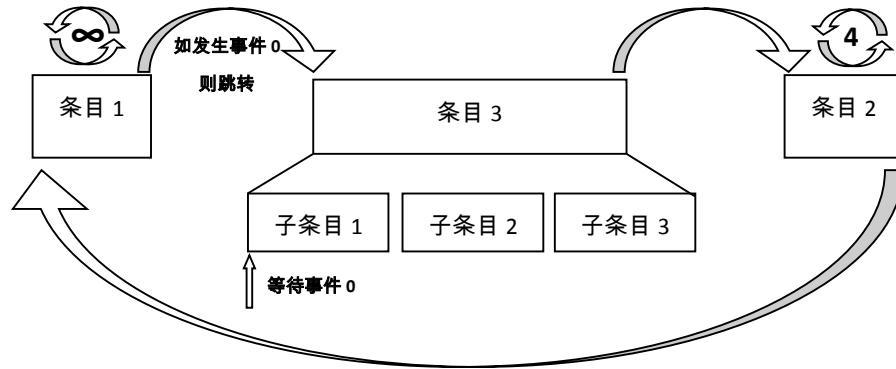 ∞
如发生事件 0
则跳转
4
条目 1
条目 3
条目 2
子条目 1
子条目 2
子条目 3
等待事件 0